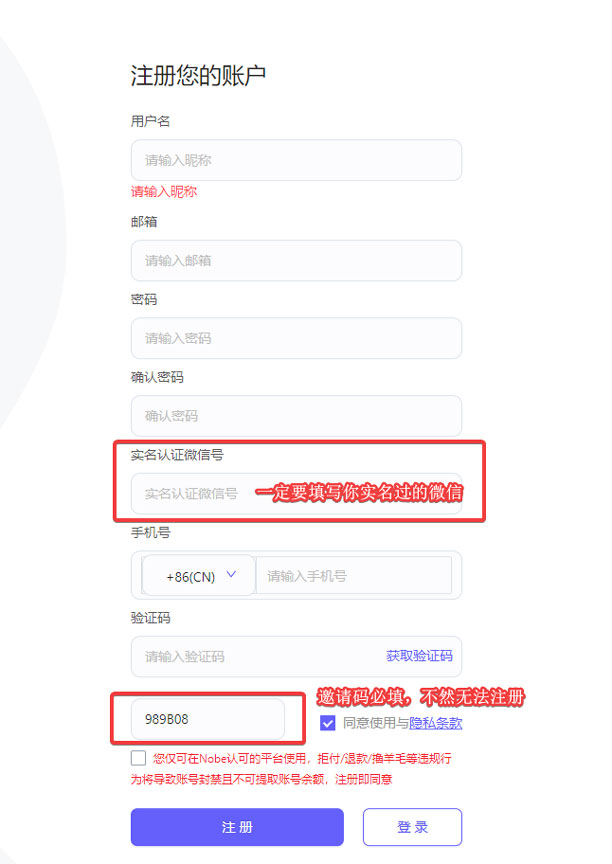 注册您的账户
用户名
请输入昵称
请输入昵称
邮箱
请输入邮箱
密码
请输入密码
确认密码
确认密码
实名认证微信号
实名认证微信号 一定要填写你实名过的微信
手机号
+86(CN) 请输入手机号
验证码
请输入验证码 获取验证码
邀请码必填，不然无法注册
989B08 同意使用与隐私条款
您仅可在Nobe认可的平台使用，拒付/退款/撸羊毛等违规行
为将导致账号封禁且不可提取账号余额，注册即同意
注 册 登 录